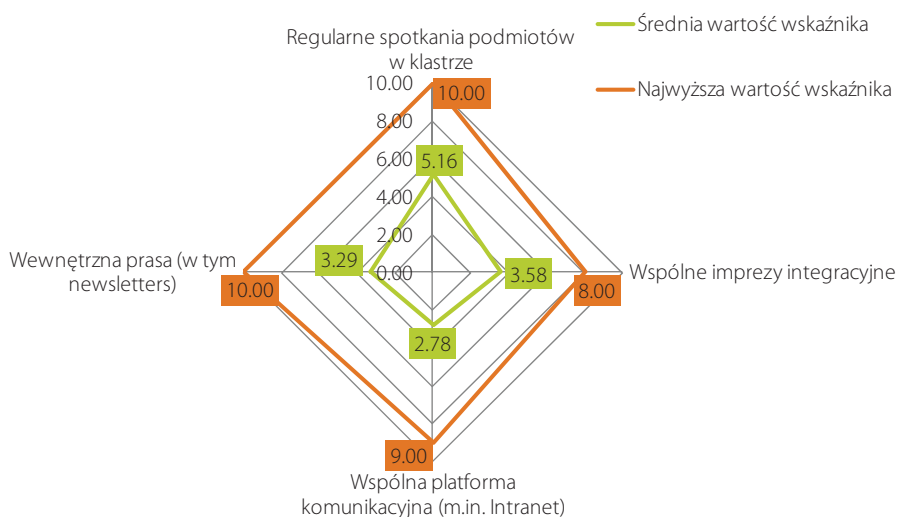 Średnia wartość wskaźnika
Regularne spotkania podmiotów
w klastrze
Najwyższa wartość wskaźnika
10.00
10.00
8.00
6.00
5.16
4.00
2.00
0.00
Wewnętrzna prasa (w tym
newsletters)
3.29
10.00
3.58
Wspólne imprezy integracyjne
8.00
2.78
9.00
Wspólna platforma
komunikacyjna (m.in. Intranet)